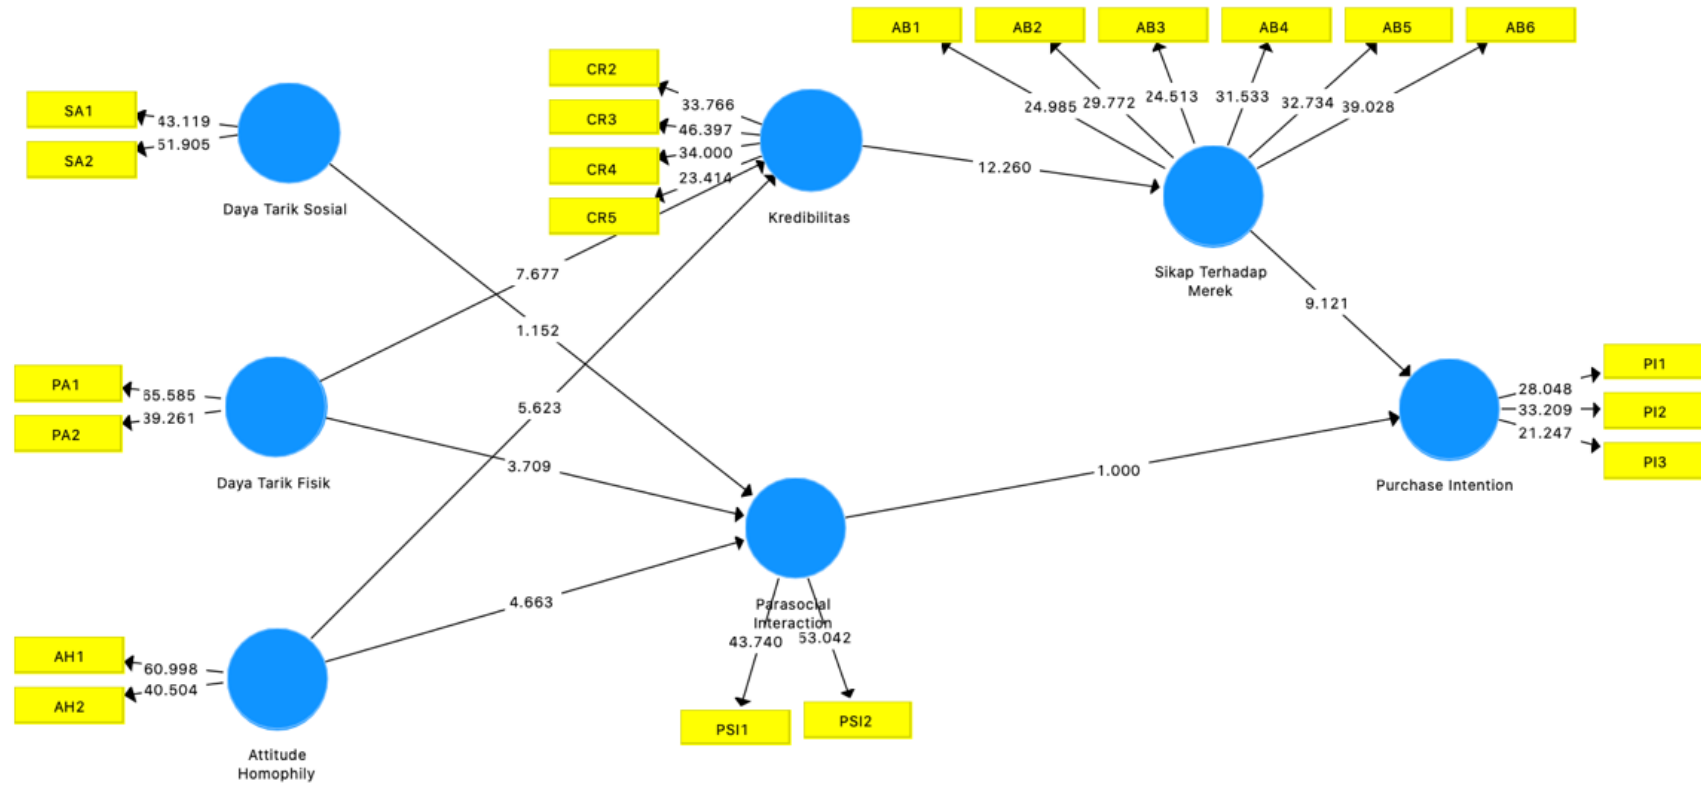 AB1
AB2
AB3
AB4
AB5
AB6
24.985
29.772
24.513
31.533
32.734
39.028
CR2
CR3
CR4
CR5
33.766
46.397
34.000
23.414
SA1
SA2
43.119
51.905
Daya Tarik Sosial
Kredibilitas
12.260
Sikap Terhadap
Merek
7.677
1.152
9.121
PA1
PA2
39.261
Daya Tarik Fisik
5.623
3.709
PI1
PI2
PI3
28.048
33.209
21.247
Purchase Intention
1.000
4.663
Parasocial
Interaction
43.740
53.042
AH1
AH2
60.998
40.504
PSI1
PSI2
Attitude
Homophily